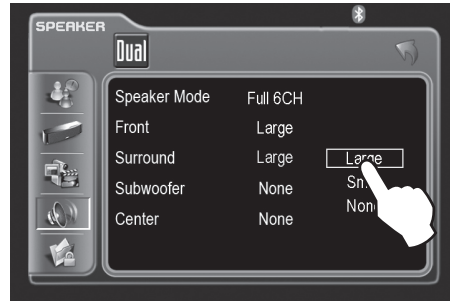 SPEAKER
Dual
Speaker Mode Full 6CH
Front Large
Surround Large Large
Subwoofer None
Center None